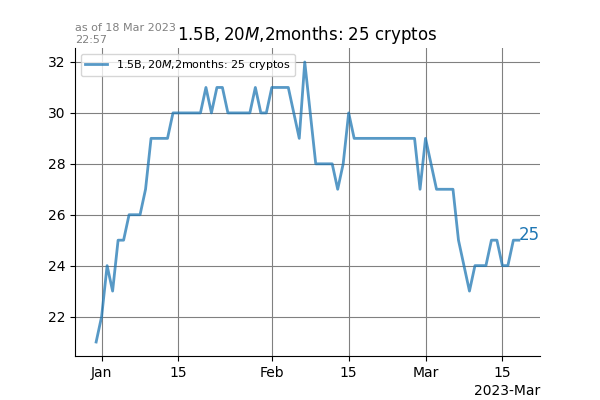 as of 18 Mar 2023
22:57
1.5B, 20M,2months: 25 cryptos
1.5B, 20M,2months: 25 cryptos
32
30
28
26
24
22
25
Jan
15
Feb
15
Mar
15
2023-Mar